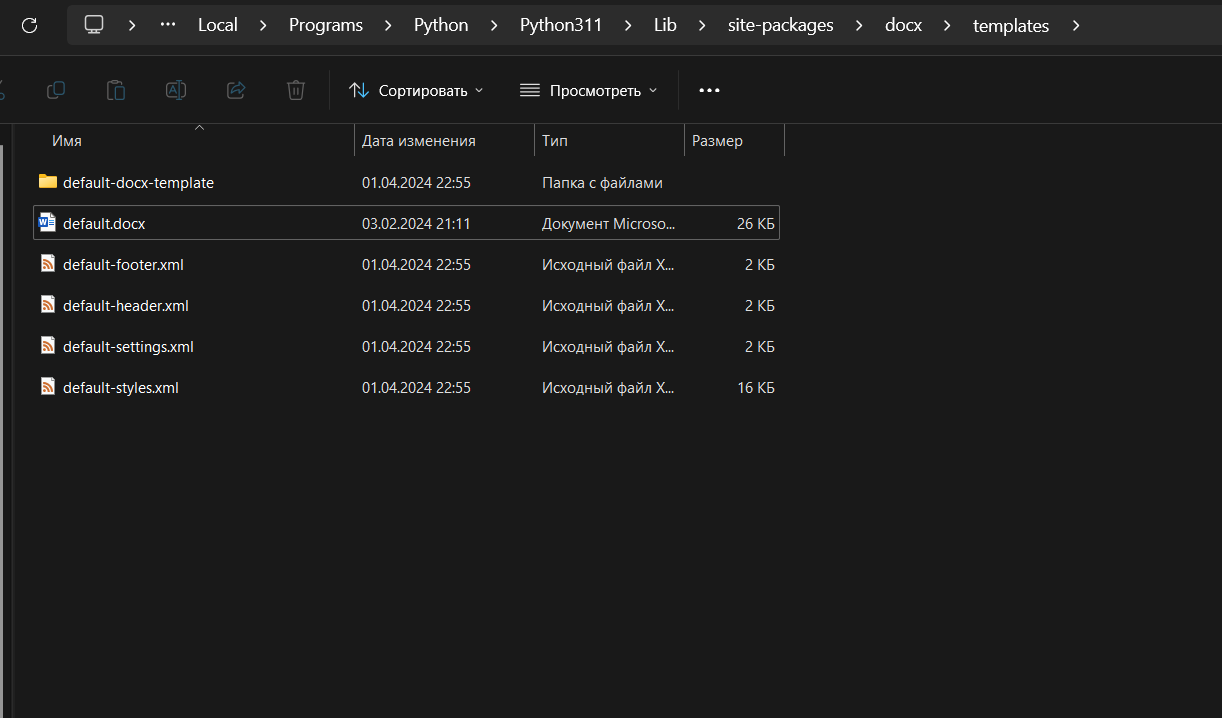 Local > Programs > Python > Python311 > Lib > site-packages > docx > templates >
Сортировать Просмотреть
Имя Дата изменения Тип Размер
default-docx-template 01.04.2024 22:55 Папка с файлами
default.docx 03.02.2024 21:11 Документ Microso... 26 КБ
default-footer.xml 01.04.2024 22:55 Исходный файл X... 2 КБ
default-header.xml 01.04.2024 22:55 Исходный файл X... 2 КБ
default-settings.xml 01.04.2024 22:55 Исходный файл X... 2 КБ
default-styles.xml 01.04.2024 22:55 Исходный файл X... 16 КБ